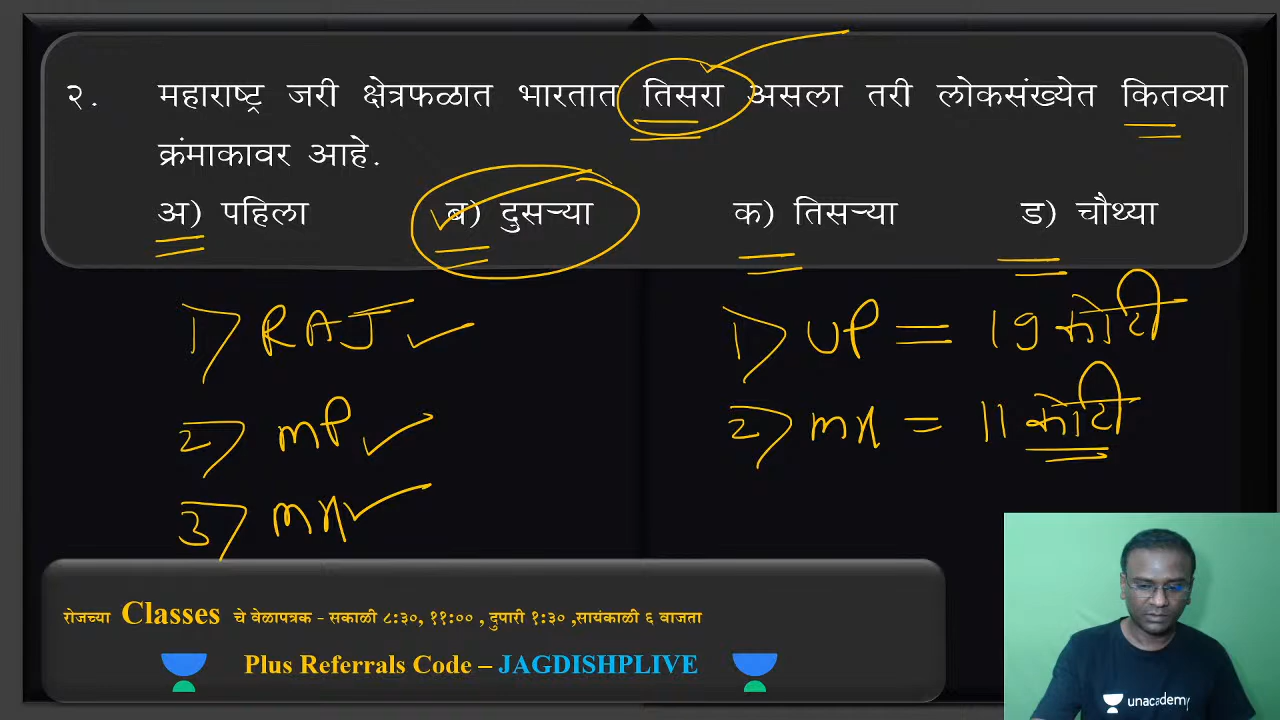 २. महाराष्ट्र जरी क्षेत्रफळात भारतात तिसरा असला तरी लोकसंख्येत कितव्या
क्रंमाकावर आहे.
अ) पहिला ब) दुसऱ्या क) तिसऱ्या ड) चौथ्या
1) RAJ
2) MP
3) MH
1) UP = 19 कोटी
2) MH = 11 कोटी
रोजच्या Classes चे वेळापत्रक - सकाळी ८:३०, ११:०० , दुपारी १:३० ,सायंकाळी ६ वाजता
Plus Referrals Code – JAGDISHPLIVE
unacademy